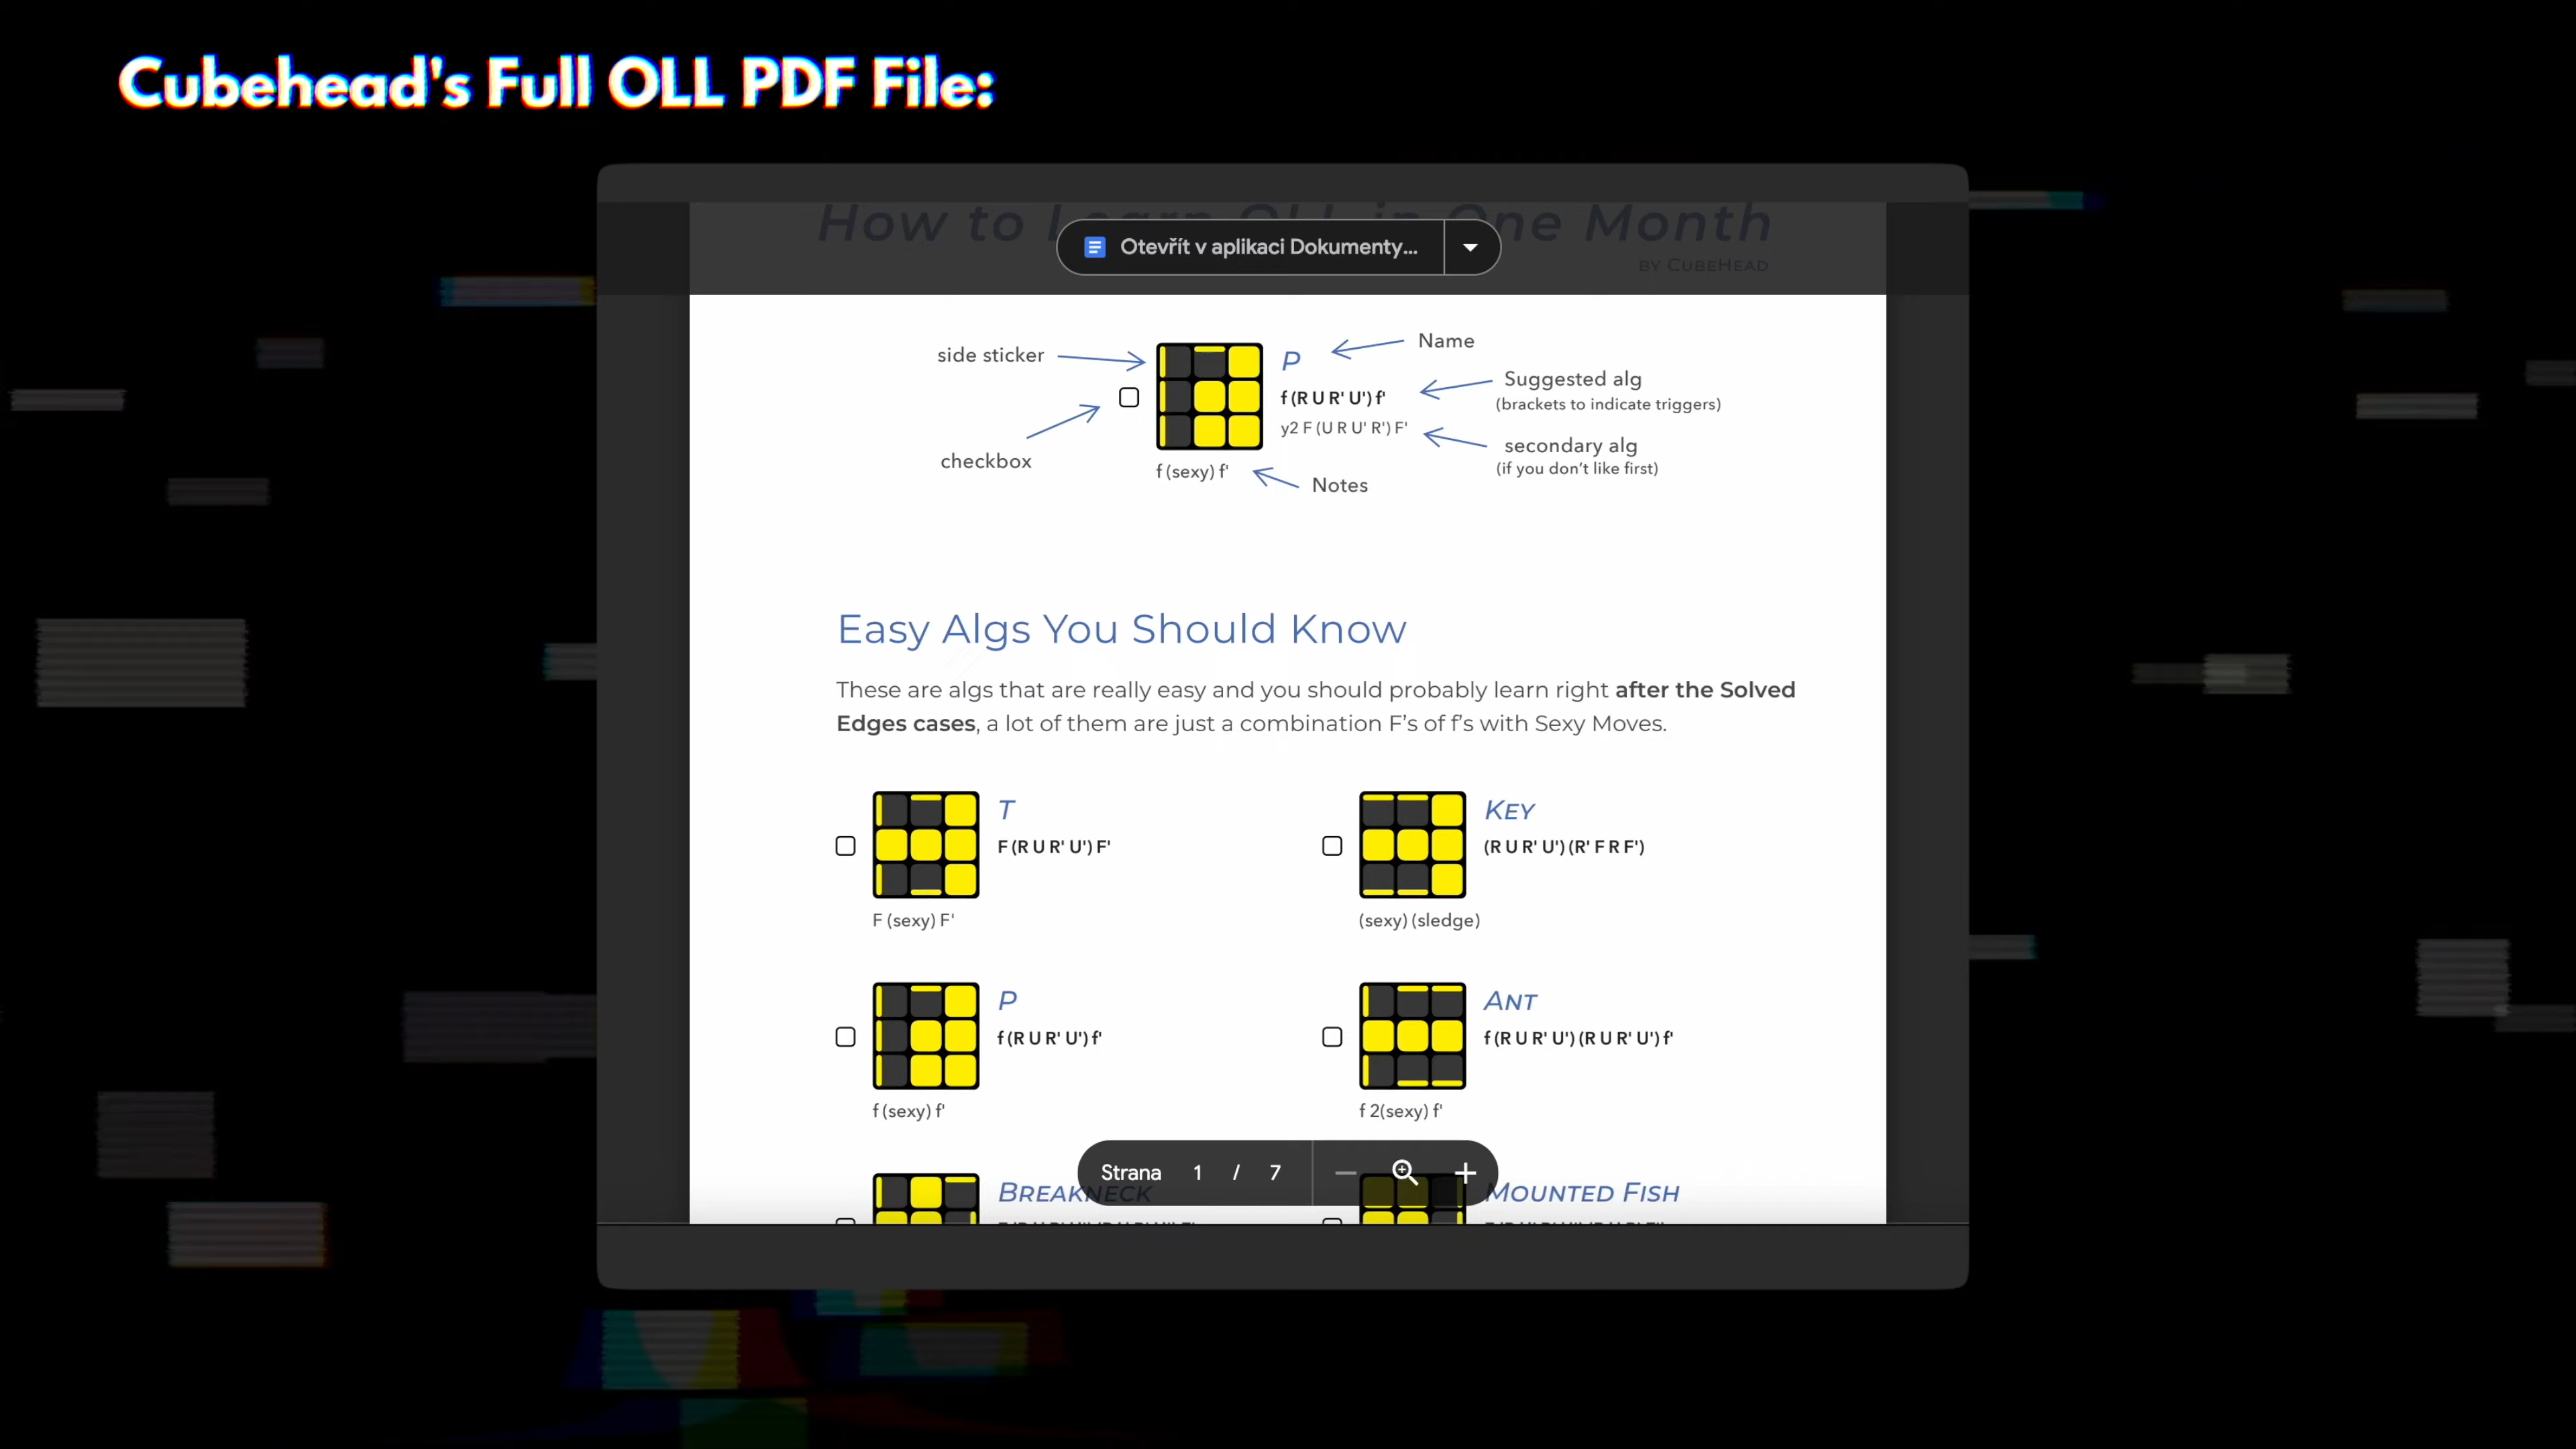 Cubehead's Full OLL PDF File:
How to Learn OLL in One Month
BY CUBEHEAD
Otevřít v aplikaci Dokumenty...
side sticker
checkbox
P
f (R U R' U') f'
y2 F (U R U' R') F'
f (sexy) f'
Name
Suggested alg
(brackets to indicate triggers)
secondary alg
(if you don't like first)
Notes
Easy Algs You Should Know
These are algs that are really easy and you should probably learn right after the Solved
Edges cases, a lot of them are just a combination F's of f's with Sexy Moves.
T
F (R U R' U') F'
F (sexy) F'
KEY
(R U R' U') (R' F R F')
(sexy) (sledge)
P
f (R U R' U') f'
f (sexy) f'
ANT
f (R U R' U') (R U R' U') f'
f 2(sexy) f'
Strana 1 / 7
BREAKNECK
MOUNTED FISH